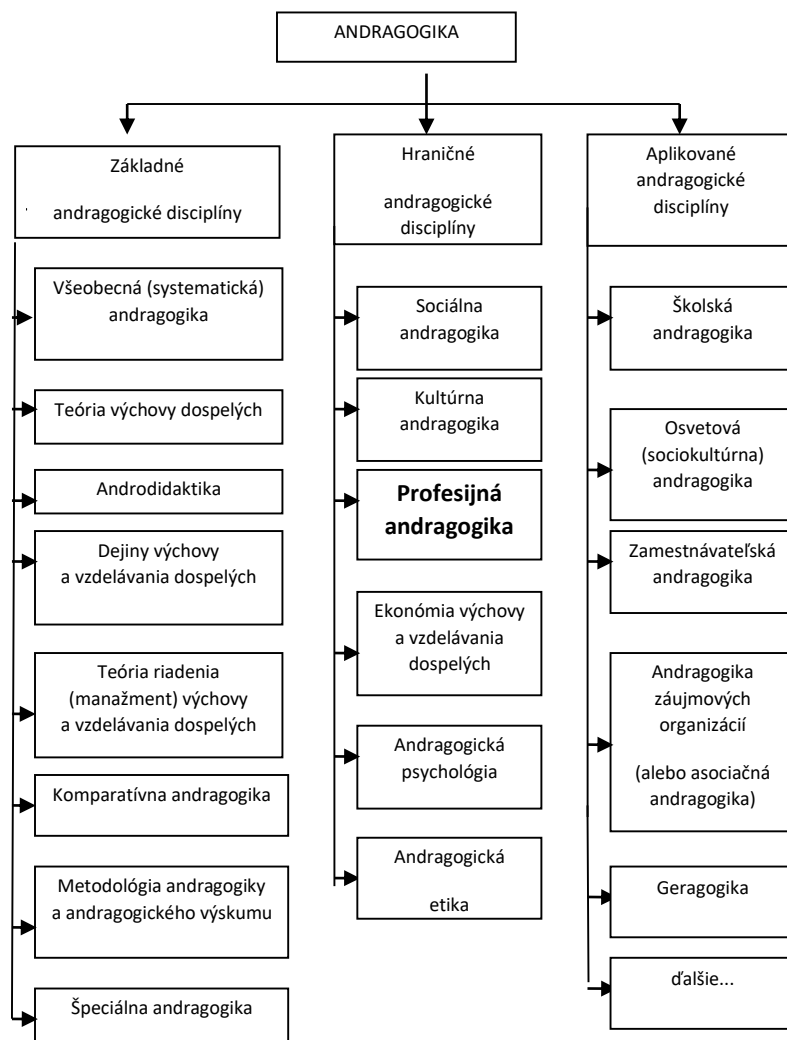 ANDRAGOGIKA
Základné
andragogické disciplíny
Všeobecná (systematická)
andragogika
Teória výchovy dospelých
Androdidaktika
Dejiny výchovy
a vzdelávania dospelých
Teória riadenia
(manažment) výchovy
a vzdelávania dospelých
Komparatívna andragogika
Metodológia andragogiky
a andragogického výskumu
Špeciálna andragogika
Hraničné
andragogické
disciplíny
Sociálna
andragogika
Kultúrna
andragogika
Profesijná
andragogika
Ekonómia výchovy
a vzdelávania
dospelých
Andragogická
psychológia
Andragogická
etika
Aplikované
andragogické
disciplíny
Školská
andragogika
Osvetová
(sociokultúrna)
andragogika
Zamestnávateľská
andragogika
Andragogika
záujmových
organizácií
(alebo asociačná
andragogika)
Geragogika
ďalšie...